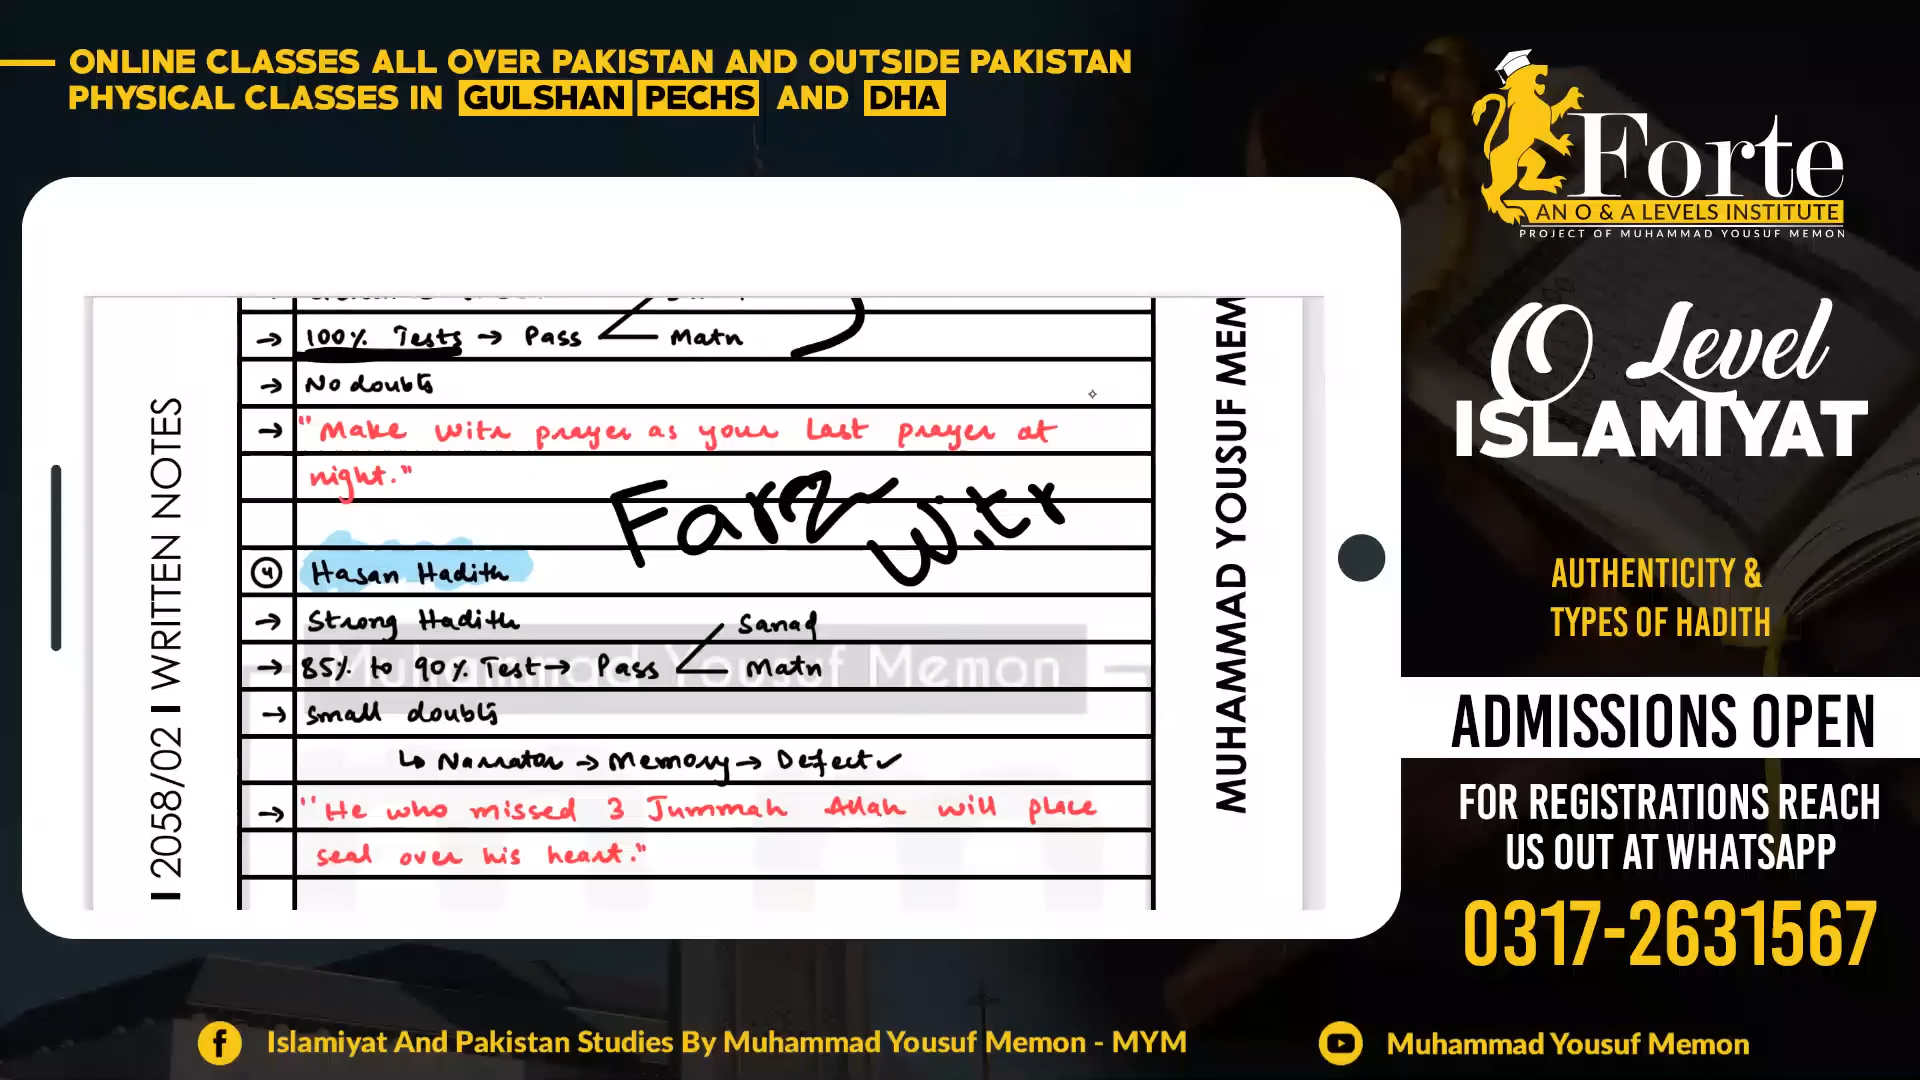 ONLINE CLASSES ALL OVER PAKISTAN AND OUTSIDE PAKISTAN
PHYSICAL CLASSES IN GULSHAN PECHS AND DHA
Forte
AN O & A LEVELS INSTITUTE
PROJECT OF MUHAMMAD YOUSUF MEMON
O Level
ISLAMIYAT
AUTHENTICITY &
TYPES OF HADITH
ADMISSIONS OPEN
FOR REGISTRATIONS REACH
US OUT AT WHATSAPP
0317-2631567
I 2058/02 I WRITTEN NOTES
→ 100% Tests → Pass Matn
→ No doubts
→ "Make witr prayer as your last prayer at
night."
Farz Witr
4 Hasan Hadith
→ Strong Hadith Sanad
→ 85% to 90% Test → Pass Matn
Muhammad Yousuf Memon
→ Small doubts
↳ Narrator → Memory → Defect ✓
→ "He who missed 3 Jummah Allah will place
seal over his heart."
MUHAMMAD YOUSUF MEM
Islamiyat And Pakistan Studies By Muhammad Yousuf Memon - MYM
Muhammad Yousuf Memon